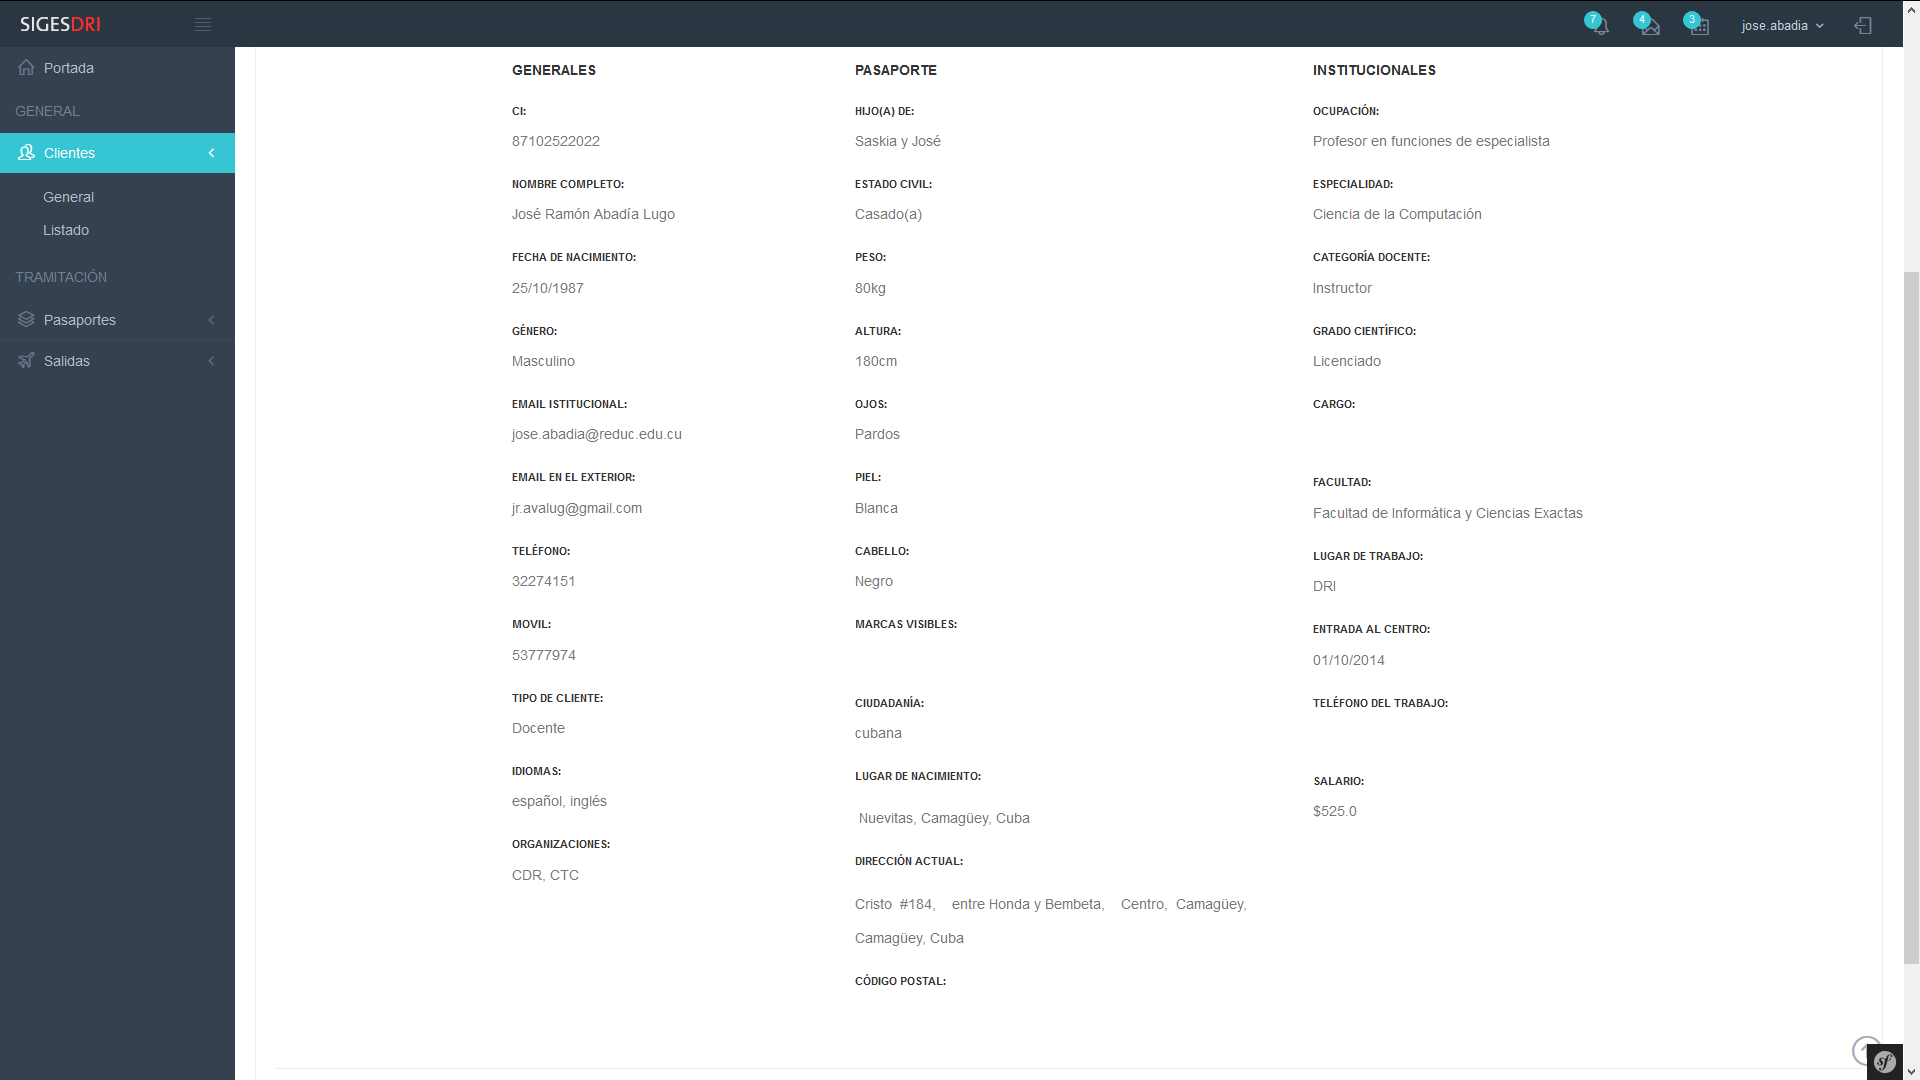 SIGESDRI
7
4
3
jose.abadia
Portada
GENERAL
Clientes
General
Listado
TRAMITACIÓN
Pasaportes
Salidas
GENERALES
CI:
87102522022
NOMBRE COMPLETO:
José Ramón Abadía Lugo
FECHA DE NACIMIENTO:
25/10/1987
GÉNERO:
Masculino
EMAIL ISTITUCIONAL:
jose.abadia@reduc.edu.cu
EMAIL EN EL EXTERIOR:
jr.avalug@gmail.com
TELÉFONO:
32274151
MOVIL:
53777974
TIPO DE CLIENTE:
Docente
IDIOMAS:
español, inglés
ORGANIZACIONES:
CDR, CTC
PASAPORTE
HIJO(A) DE:
Saskia y José
ESTADO CIVIL:
Casado(a)
PESO:
80kg
ALTURA:
180cm
OJOS:
Pardos
PIEL:
Blanca
CABELLO:
Negro
MARCAS VISIBLES:
CIUDADANÍA:
cubana
LUGAR DE NACIMIENTO:
Nuevitas, Camagüey, Cuba
DIRECCIÓN ACTUAL:
Cristo #184, entre Honda y Bembeta, Centro, Camagüey,
Camagüey, Cuba
CÓDIGO POSTAL:
INSTITUCIONALES
OCUPACIÓN:
Profesor en funciones de especialista
ESPECIALIDAD:
Ciencia de la Computación
CATEGORÍA DOCENTE:
Instructor
GRADO CIENTÍFICO:
Licenciado
CARGO:
FACULTAD:
Facultad de Informática y Ciencias Exactas
LUGAR DE TRABAJO:
DRI
ENTRADA AL CENTRO:
01/10/2014
TELÉFONO DEL TRABAJO:
SALARIO:
$525.0
sf